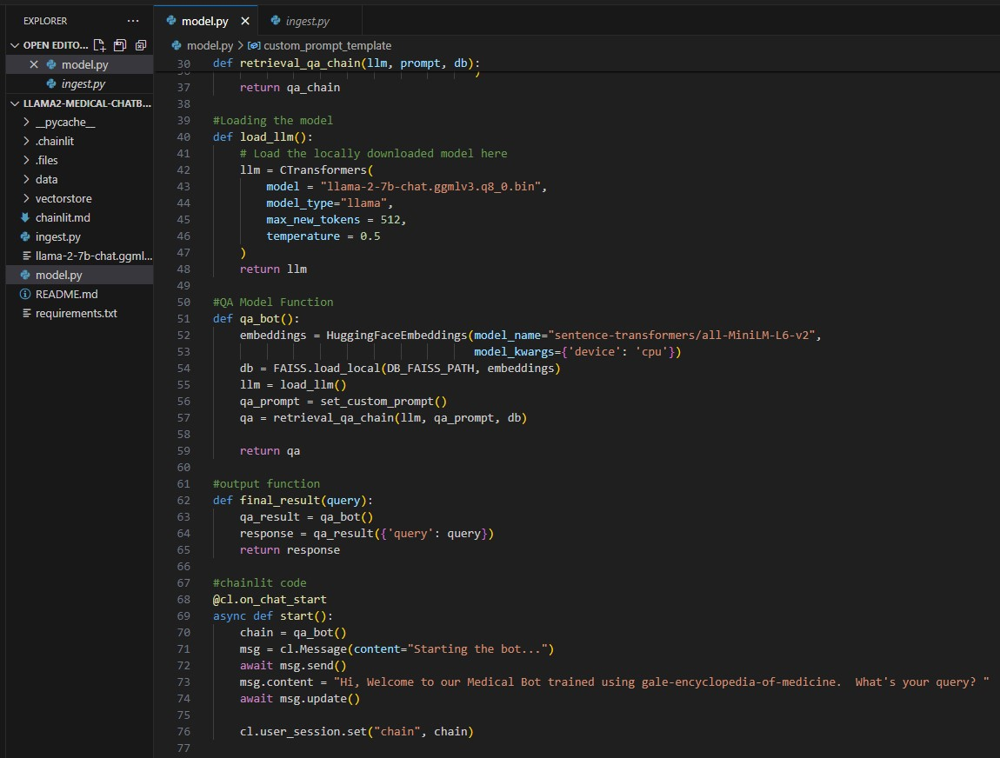 EXPLORER
OPEN EDITO...
model.py
ingest.py
LLAMA2-MEDICAL-CHATB...
__pycache__
.chainlit
.files
data
vectorstore
chainlit.md
ingest.py
llama-2-7b-chat.ggml...
model.py
README.md
requirements.txt
model.py
ingest.py
model.py > custom_prompt_template
30 def retrieval_qa_chain(llm, prompt, db):
36 )
37     return qa_chain
38
39 #Loading the model
40 def load_llm():
41     # Load the locally downloaded model here
42     llm = CTransformers(
43         model = "llama-2-7b-chat.ggmlv3.q8_0.bin",
44         model_type="llama",
45         max_new_tokens = 512,
46         temperature = 0.5
47     )
48     return llm
49
50 #QA Model Function
51 def qa_bot():
52     embeddings = HuggingFaceEmbeddings(model_name="sentence-transformers/all-MiniLM-L6-v2",
53                                        model_kwargs={'device': 'cpu'})
54     db = FAISS.load_local(DB_FAISS_PATH, embeddings)
55     llm = load_llm()
56     qa_prompt = set_custom_prompt()
57     qa = retrieval_qa_chain(llm, qa_prompt, db)
58
59     return qa
60
61 #output function
62 def final_result(query):
63     qa_result = qa_bot()
64     response = qa_result({'query': query})
65     return response
66
67 #chainlit code
68 @cl.on_chat_start
69 async def start():
70     chain = qa_bot()
71     msg = cl.Message(content="Starting the bot...")
72     await msg.send()
73     msg.content = "Hi, Welcome to our Medical Bot trained using gale-encyclopedia-of-medicine.  What's your query? "
74     await msg.update()
75
76     cl.user_session.set("chain", chain)
77